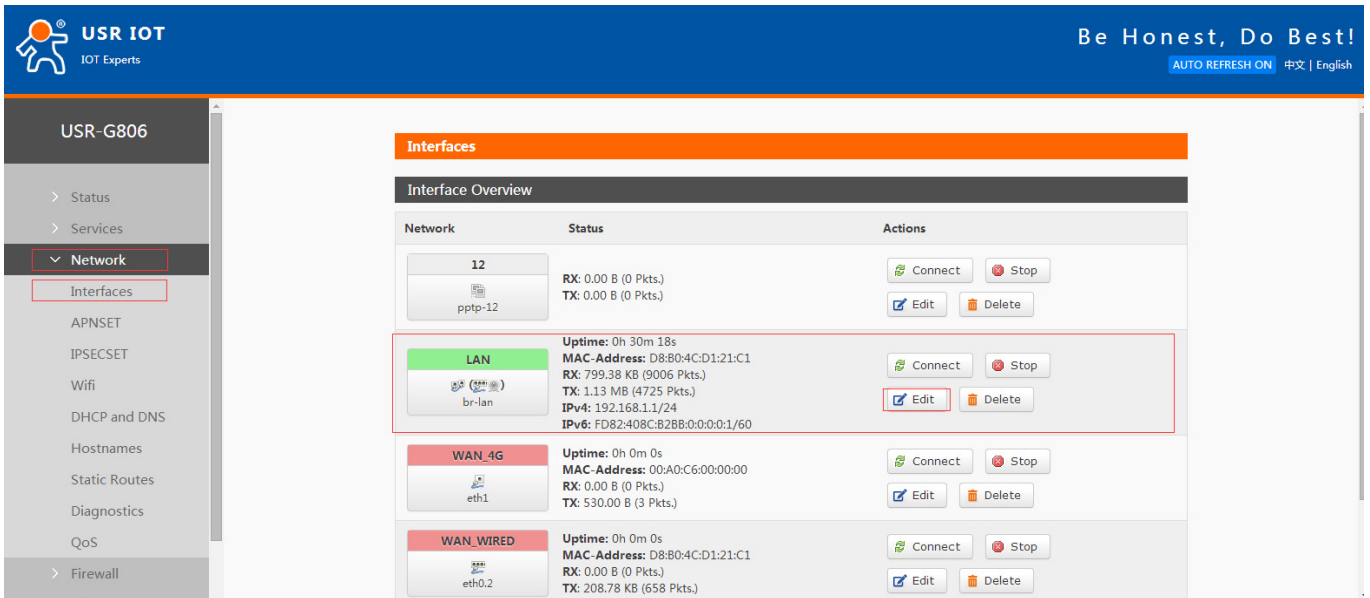 USR IOT
IOT Experts
Be Honest, Do Best!
AUTO REFRESH ON 中文 | English
USR-G806
Status
Services
Network
Interfaces
APNSET
IPSECSET
Wifi
DHCP and DNS
Hostnames
Static Routes
Diagnostics
QoS
Firewall
Interfaces
Interface Overview
Network Status Actions
12
pptp-12
RX: 0.00 B (0 Pkts.)
TX: 0.00 B (0 Pkts.)
Connect Stop
Edit Delete
LAN
br-lan
Uptime: 0h 30m 18s
MAC-Address: D8:B0:4C:D1:21:C1
RX: 799.38 KB (9006 Pkts.)
TX: 1.13 MB (4725 Pkts.)
IPv4: 192.168.1.1/24
IPv6: FD82:408C:B2BB:0:0:0:0:1/60
Connect Stop
Edit Delete
WAN_4G
eth1
Uptime: 0h 0m 0s
MAC-Address: 00:A0:C6:00:00:00
RX: 0.00 B (0 Pkts.)
TX: 530.00 B (3 Pkts.)
Connect Stop
Edit Delete
WAN_WIRED
eth0.2
Uptime: 0h 0m 0s
MAC-Address: D8:B0:4C:D1:21:C1
RX: 0.00 B (0 Pkts.)
TX: 208.78 KB (658 Pkts.)
Connect Stop
Edit Delete